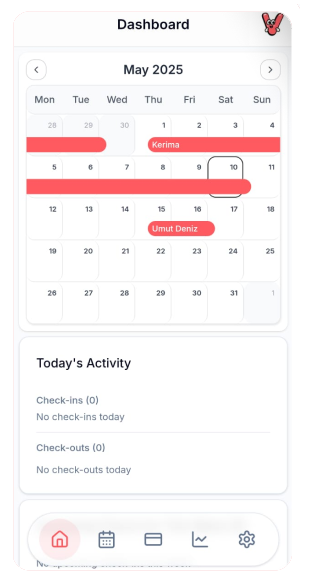 Dashboard
May 2025
Mon Tue Wed Thu Fri Sat Sun
28 29 30 1 2 3 4
Kerima
5 6 7 8 9 10 11
12 13 14 15 16 17 18
Umut Deniz
19 20 21 22 23 24 25
26 27 28 29 30 31 1
Today's Activity
Check-ins (0)
No check-ins today
Check-outs (0)
No check-outs today